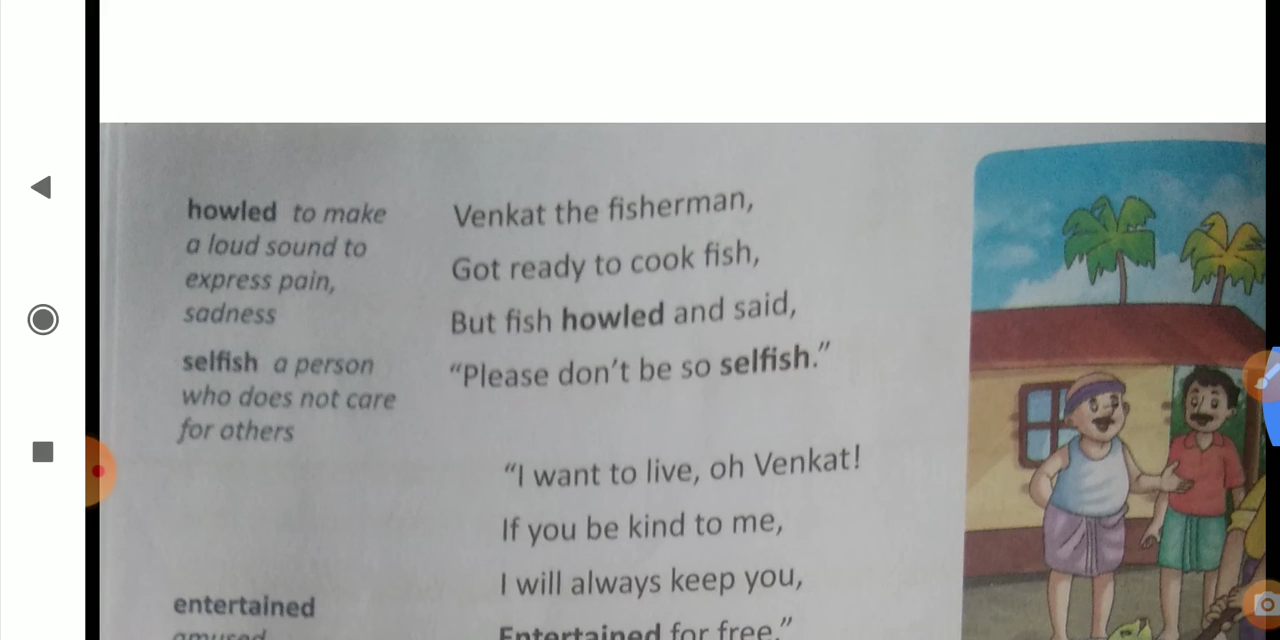 howled to make
a loud sound to
express pain,
sadness
selfish a person
who does not care
for others
entertained
amused
Venkat the fisherman,
Got ready to cook fish,
But fish howled and said,
“Please don’t be so selfish.”
“I want to live, oh Venkat!
If you be kind to me,
I will always keep you,
Entertained for free.”